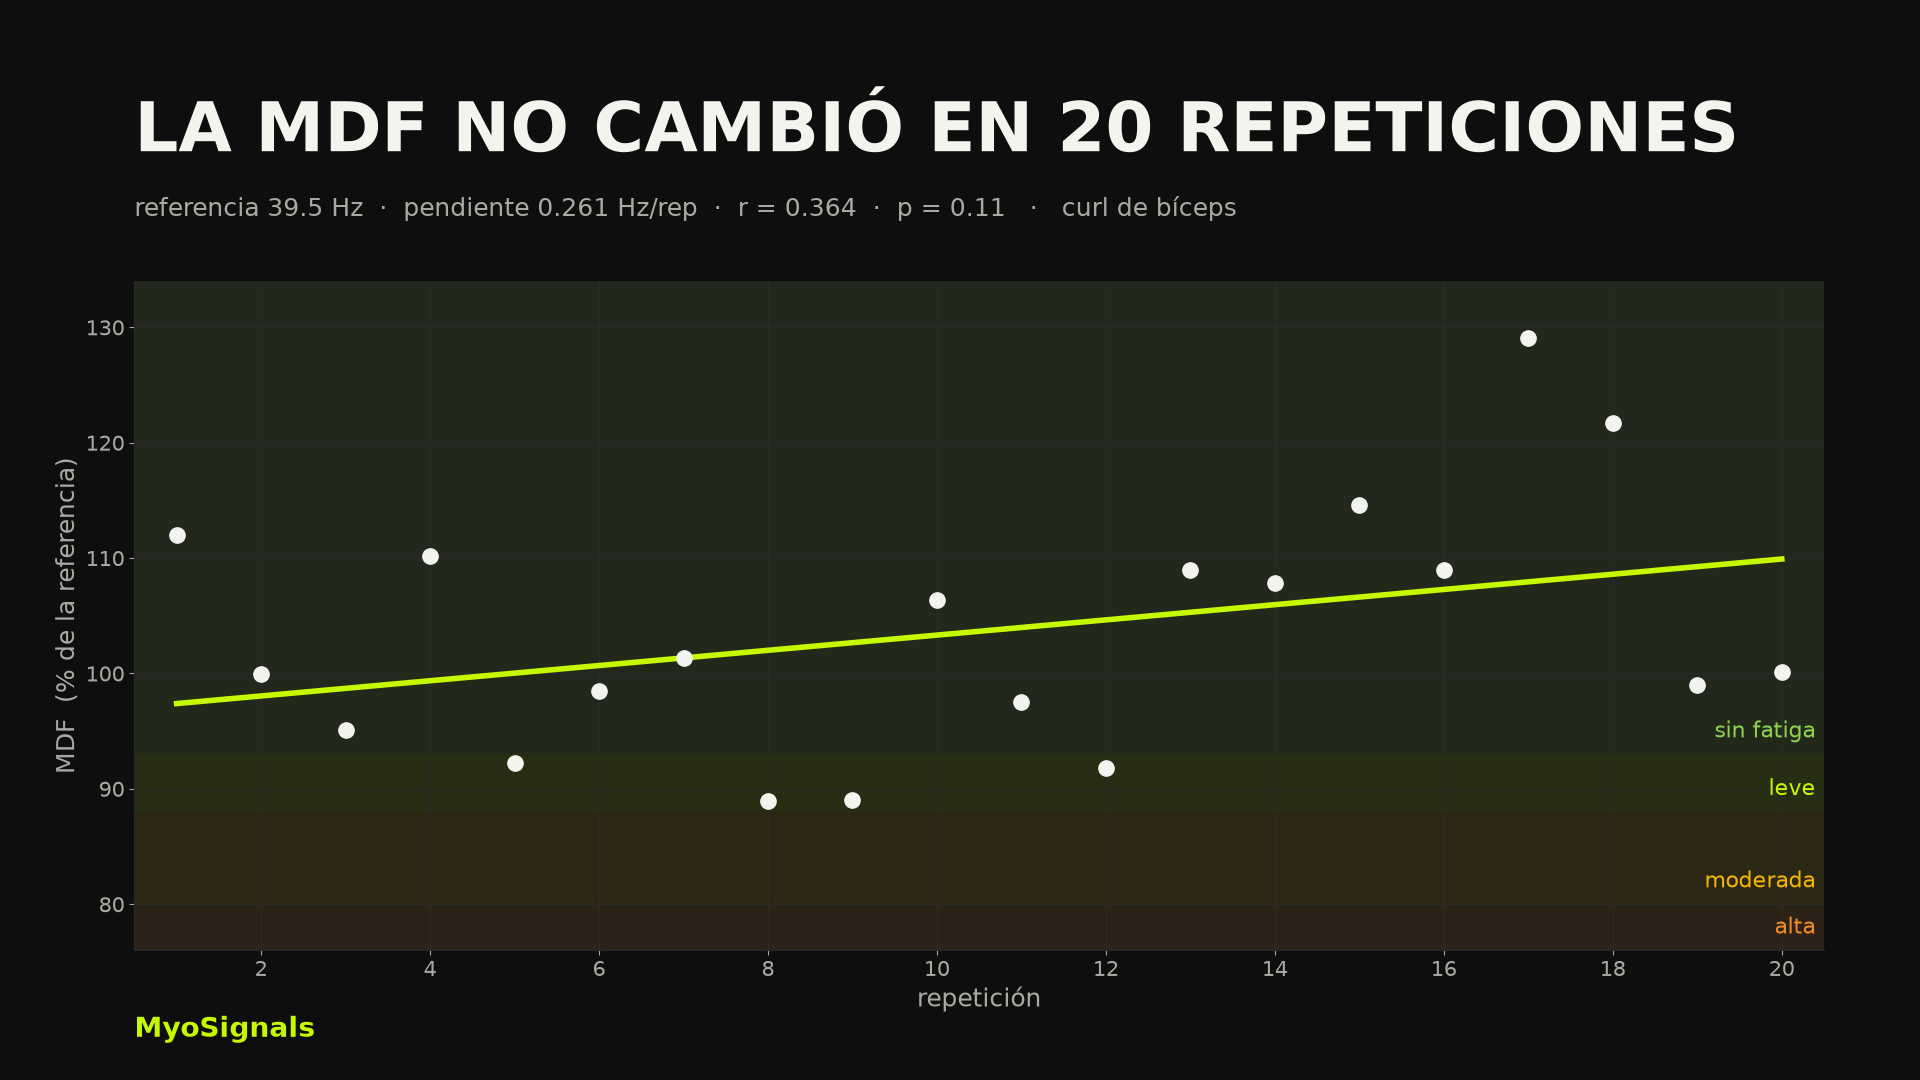 LA MDF NO CAMBIÓ EN 20 REPETICIONES
referencia 39.5 Hz · pendiente 0.261 Hz/rep · r = 0.364 · p = 0.11 · curl de bíceps
MDF (% de la referencia)
130
120
110
100
90
80
sin fatiga
leve
moderada
alta
2 4 6 8 10 12 14 16 18 20
repetición
MyoSignals